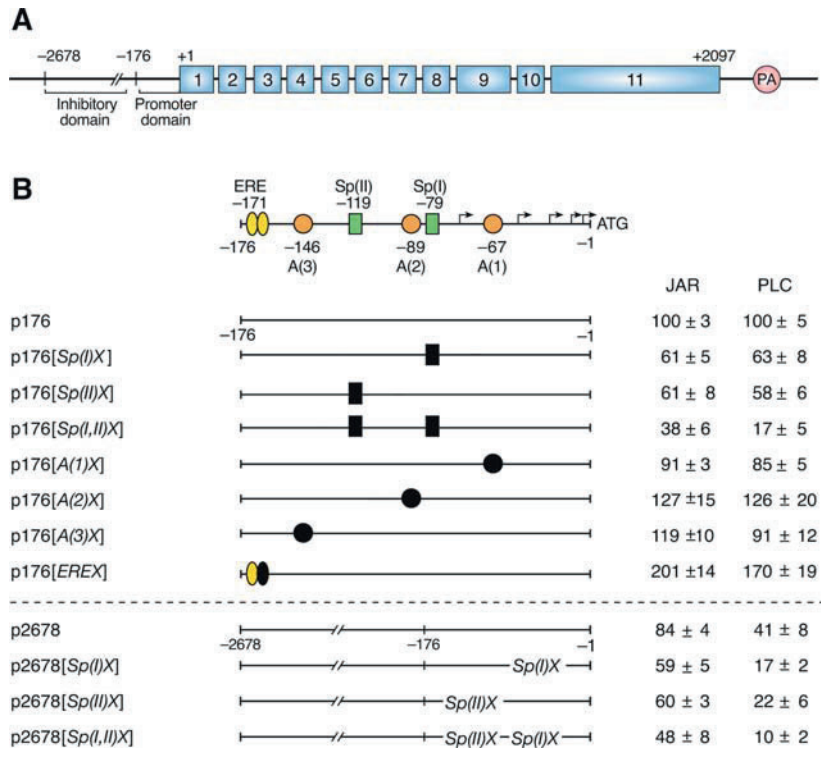 A
−2678 −176 +1 +2097
1 2 3 4 5 6 7 8 9 10 11 PA
Inhibitory domain
Promoter domain
B
ERE Sp(II) Sp(I)
−171 −119 −79
ATG
−176 −146 −89 −67 −1
A(3) A(2) A(1)
JAR PLC
p176 100 ± 3 100 ± 5
−176 −1
p176[Sp(I)X] 61 ± 5 63 ± 8
p176[Sp(II)X] 61 ± 8 58 ± 6
p176[Sp(I,II)X] 38 ± 6 17 ± 5
p176[A(1)X] 91 ± 3 85 ± 5
p176[A(2)X] 127 ±15 126 ± 20
p176[A(3)X] 119 ±10 91 ± 12
p176[EREX] 201 ±14 170 ± 19
p2678 84 ± 4 41 ± 8
−2678 −176 −1
p2678[Sp(I)X] Sp(I)X 59 ± 5 17 ± 2
p2678[Sp(II)X] Sp(II)X 60 ± 3 22 ± 6
p2678[Sp(I,II)X] Sp(II)X Sp(I)X 48 ± 8 10 ± 2